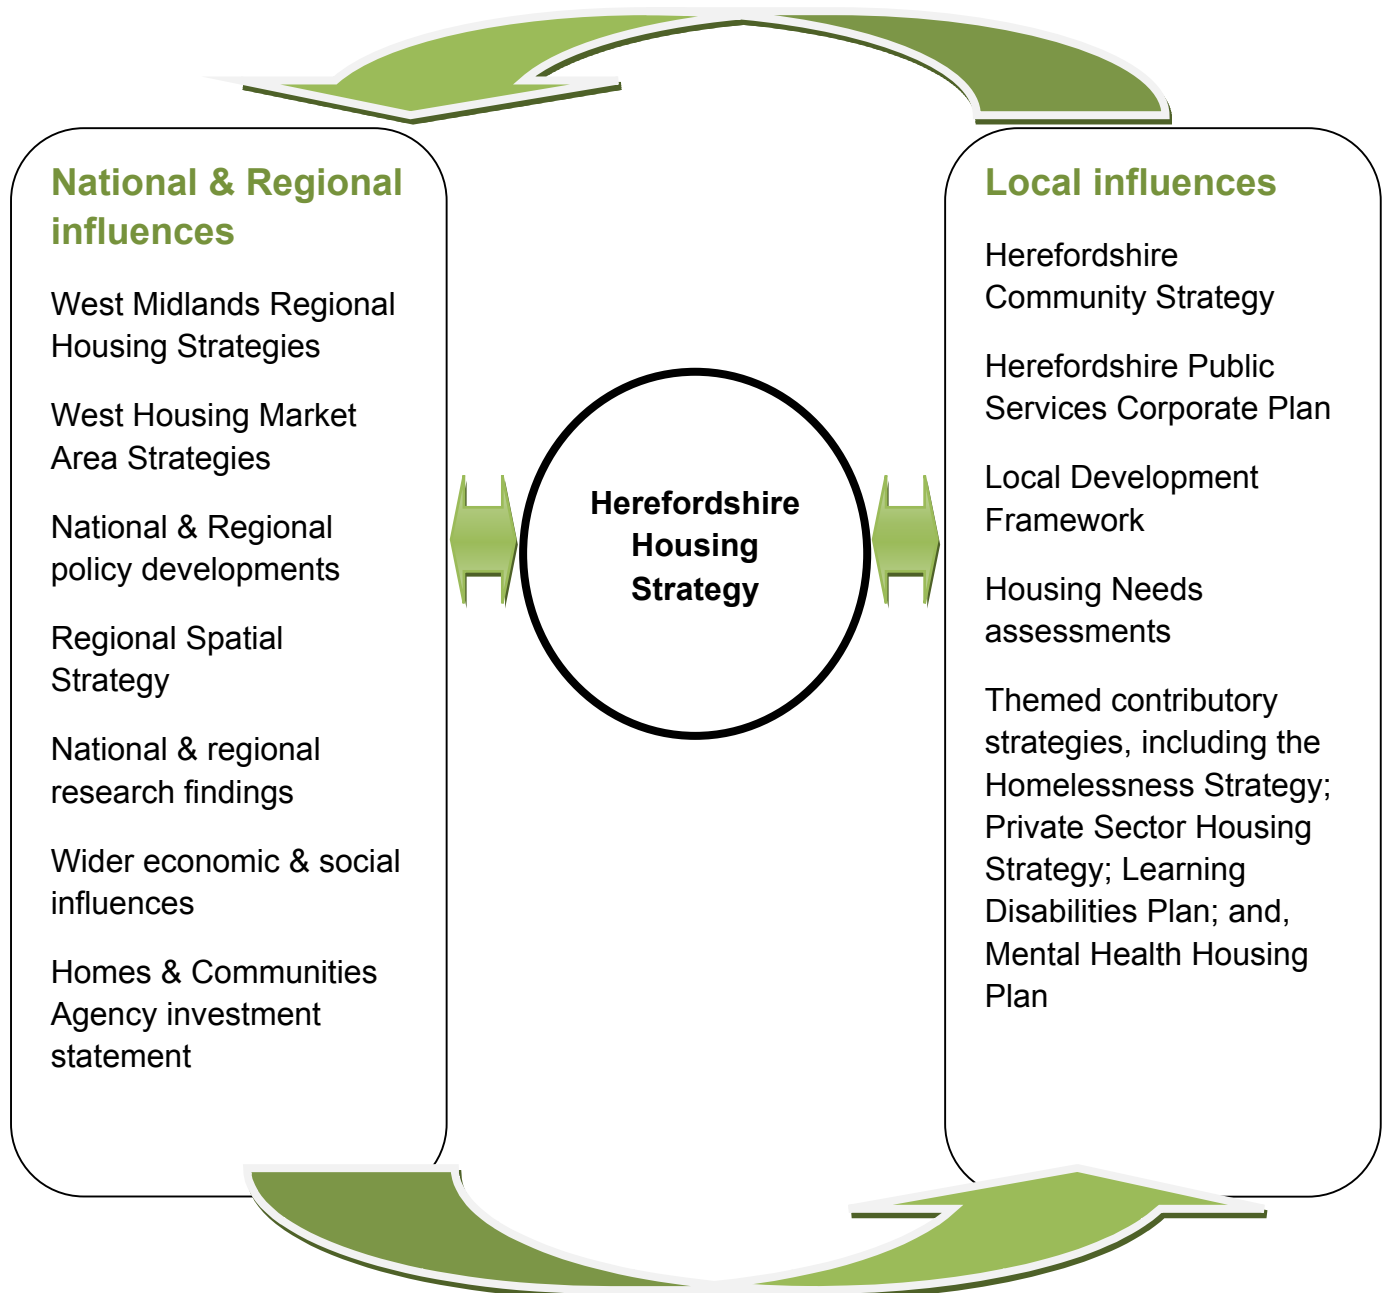 National & Regional
influences
West Midlands Regional
Housing Strategies
West Housing Market
Area Strategies
National & Regional
policy developments
Regional Spatial
Strategy
National & regional
research findings
Wider economic & social
influences
Homes & Communities
Agency investment
statement
Herefordshire
Housing
Strategy
Local influences
Herefordshire
Community Strategy
Herefordshire Public
Services Corporate Plan
Local Development
Framework
Housing Needs
assessments
Themed contributory
strategies, including the
Homelessness Strategy;
Private Sector Housing
Strategy; Learning
Disabilities Plan; and,
Mental Health Housing
Plan